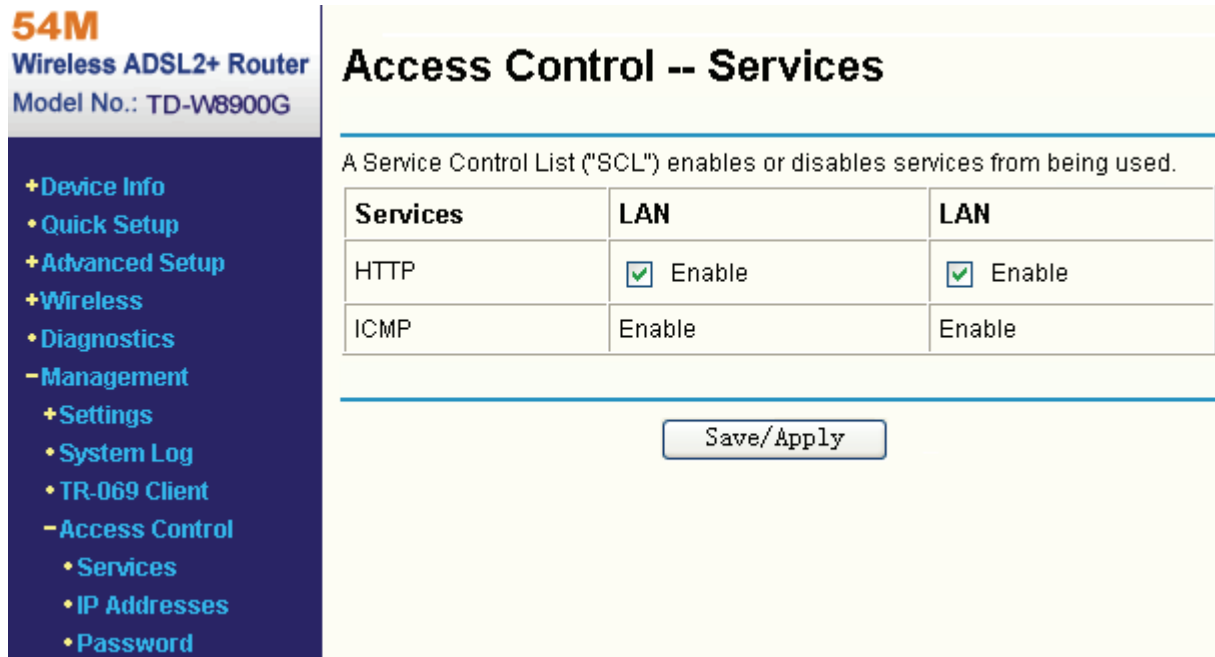 54M
Wireless ADSL2+ Router
Model No.: TD-W8900G
+Device Info
•Quick Setup
+Advanced Setup
+Wireless
•Diagnostics
-Management
+Settings
•System Log
•TR-069 Client
-Access Control
•Services
•IP Addresses
•Password
Access Control -- Services
A Service Control List ("SCL") enables or disables services from being used.
Services LAN LAN
HTTP Enable Enable
ICMP Enable Enable
Save/Apply